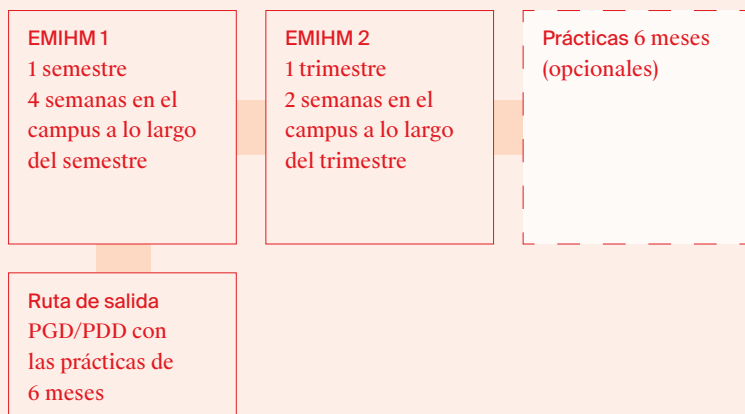 EMIHM 1
1 semestre
4 semanas en el
campus a lo largo
del semestre
EMIHM 2
1 trimestre
2 semanas en el
campus a lo largo
del trimestre
Prácticas 6 meses
(opcionales)
Ruta de salida
PGD/PDD con
las prácticas de
6 meses